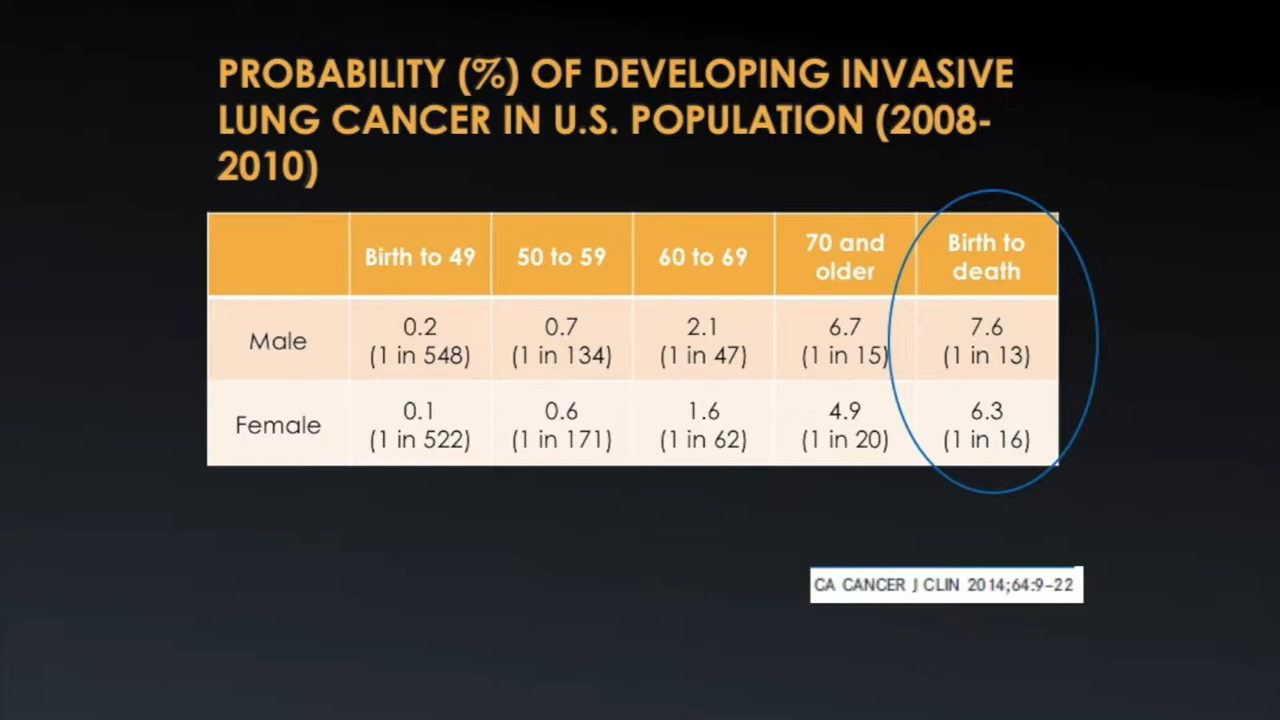 PROBABILITY (%) OF DEVELOPING INVASIVE
LUNG CANCER IN U.S. POPULATION (2008-
2010)
Birth to 49 50 to 59 60 to 69 70 and older Birth to death
Male 0.2 (1 in 548) 0.7 (1 in 134) 2.1 (1 in 47) 6.7 (1 in 15) 7.6 (1 in 13)
Female 0.1 (1 in 522) 0.6 (1 in 171) 1.6 (1 in 62) 4.9 (1 in 20) 6.3 (1 in 16)
CA CANCER J CLIN 2014;64:9–22